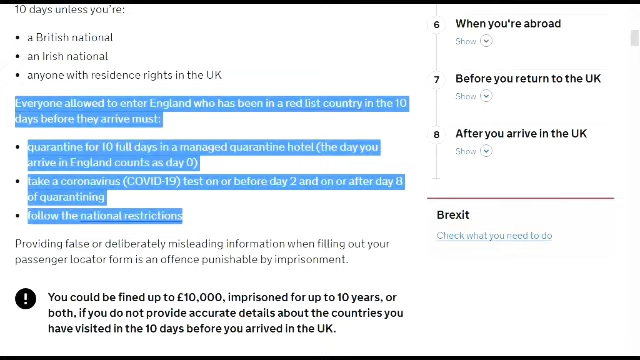 10 days unless you're:
• a British national
• an Irish national
• anyone with residence rights in the UK
Everyone allowed to enter England who has been in a red list country in the 10
days before they arrive must:
• quarantine for 10 full days in a managed quarantine hotel (the day you
arrive in England counts as day 0)
• take a coronavirus (COVID-19) test on or before day 2 and on or after day 8
of quarantining
• follow the national restrictions
Providing false or deliberately misleading information when filling out your
passenger locator form is an offence punishable by imprisonment.
! You could be fined up to £10,000, imprisoned for up to 10 years, or
both, if you do not provide accurate details about the countries you
have visited in the 10 days before you arrived in the UK.
6 When you're abroad
Show
7 Before you return to the UK
Show
8 After you arrive in the UK
Show
Brexit
Check what you need to do